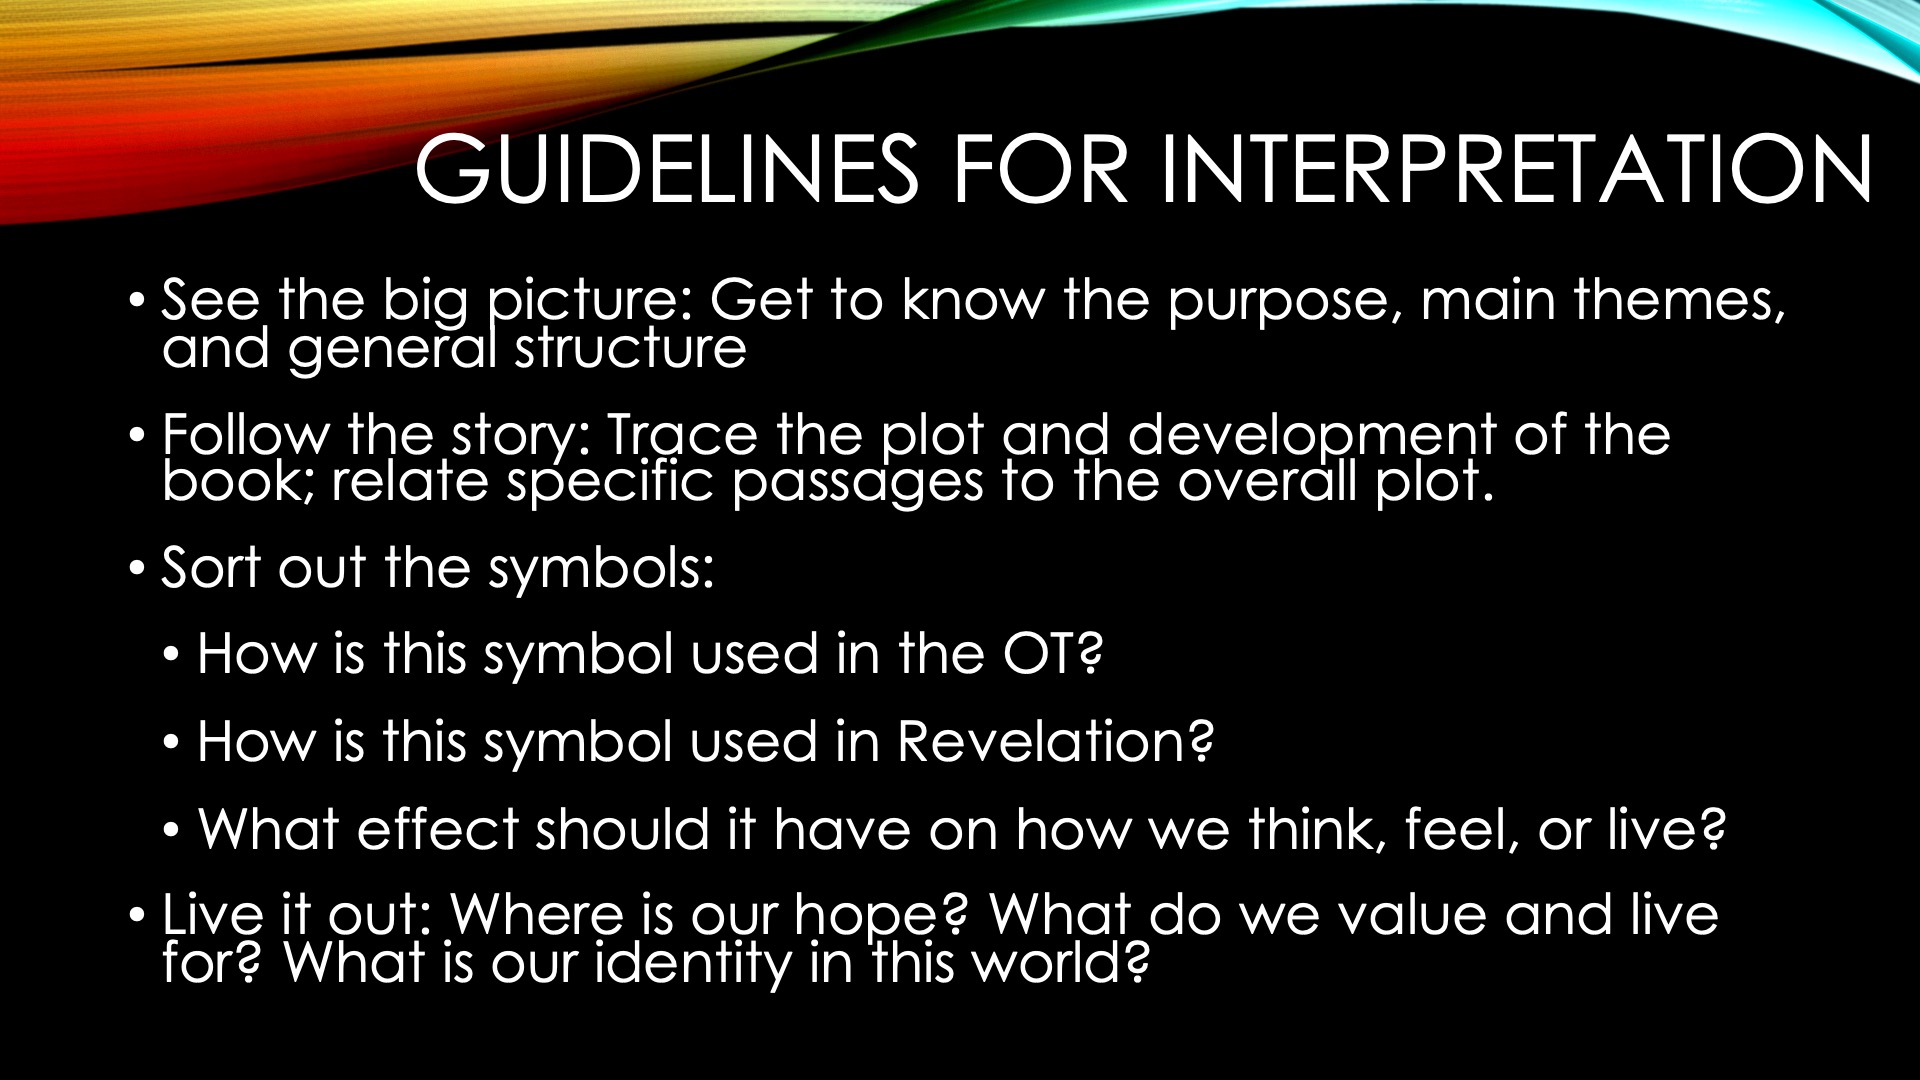 GUIDELINES FOR INTERPRETATION
• See the big picture: Get to know the purpose, main themes,
and general structure
• Follow the story: Trace the plot and development of the
book; relate specific passages to the overall plot.
• Sort out the symbols:
• How is this symbol used in the OT?
• How is this symbol used in Revelation?
• What effect should it have on how we think, feel, or live?
• Live it out: Where is our hope? What do we value and live
for? What is our identity in this world?